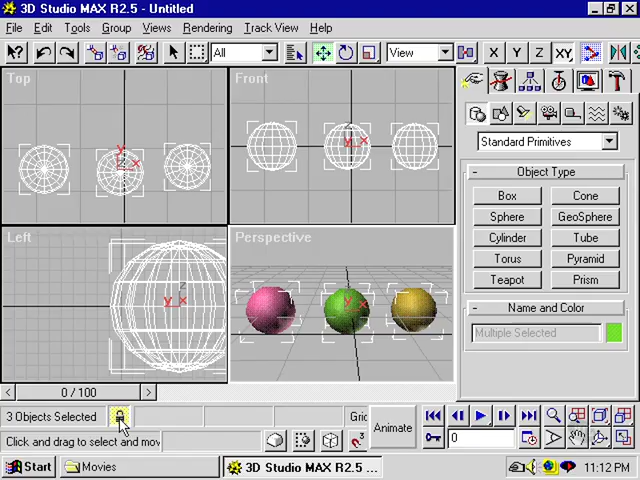 3D Studio MAX R2.5 - Untitled
File Edit Tools Group Views Rendering Track View Help
All View X Y Z XY
Top Front
Left Perspective
y x z
Standard Primitives
- Object Type
Box Cone
Sphere GeoSphere
Cylinder Tube
Torus Pyramid
Teapot Prism
- Name and Color
Multiple Selected
< 0 / 100 >
3 Objects Selected Gric Animate
0
Click and drag to select and mov
Start Movies 3D Studio MAX R2.5 ... 11:12 PM